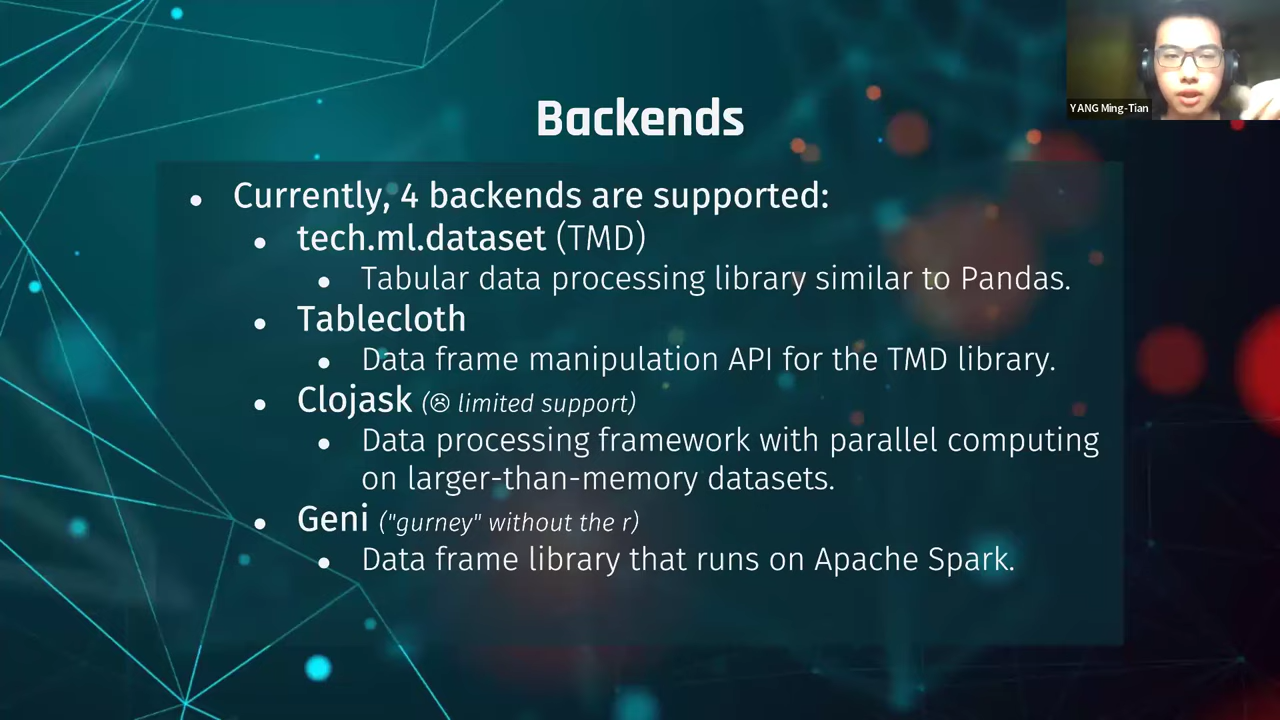 Backends
YANG Ming-Tian
• Currently, 4 backends are supported:
• tech.ml.dataset (TMD)
• Tabular data processing library similar to Pandas.
• Tablecloth
• Data frame manipulation API for the TMD library.
• Clojask (☹ limited support)
• Data processing framework with parallel computing
on larger-than-memory datasets.
• Geni ("gurney" without the r)
• Data frame library that runs on Apache Spark.